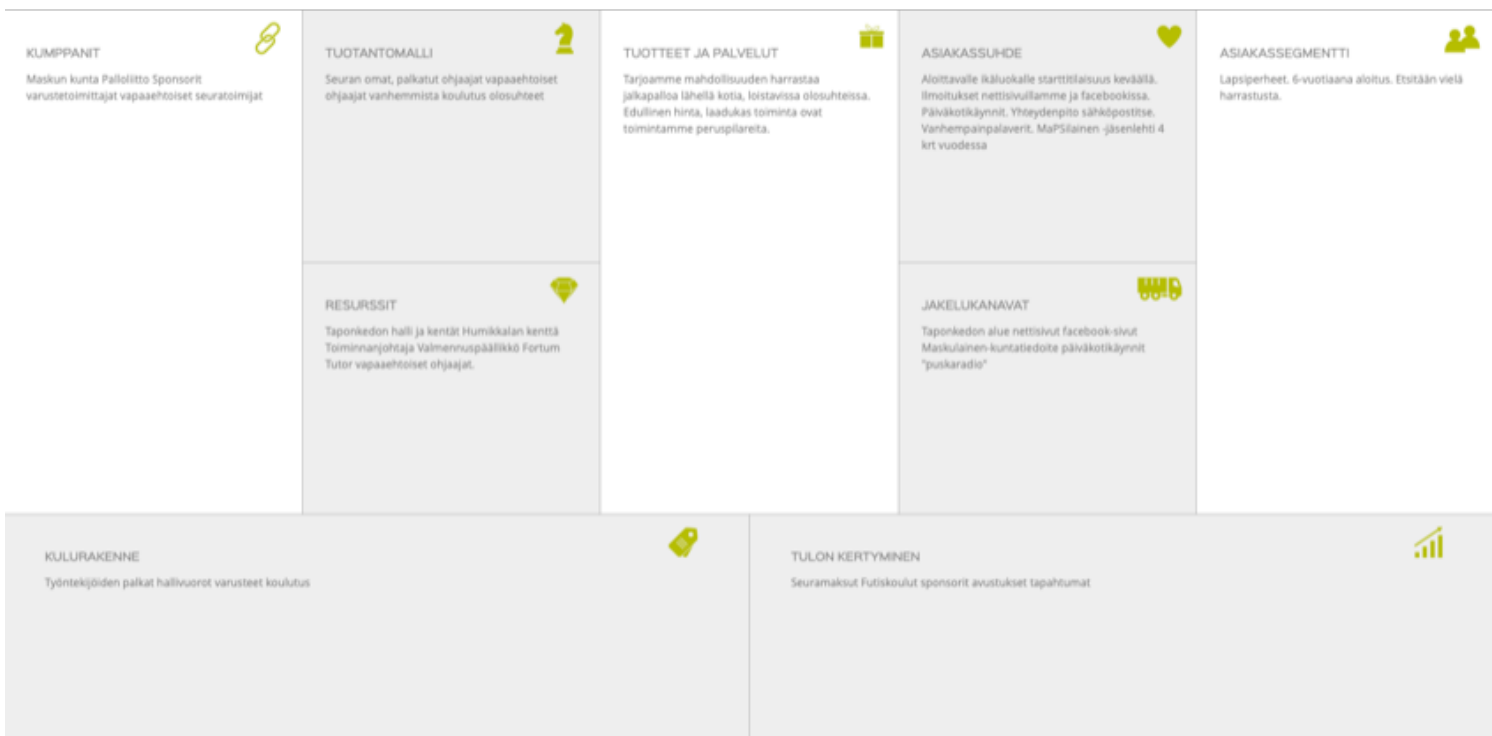 KUMPPANIT
Maskun kunta Palloliitto Sponsorit
varustetoimittajat vapaaehtoiset seuratoimijat
TUOTANTOMALLI
Seuran omat, palkatut ohjaajat vapaaehtoiset
ohjaajat vanhemmista koulutus olosuhteet
RESURSSIT
Taponkedon halli ja kentät Humikkalan kenttä
Toiminnanjohtaja Valmennuspäällikkö Fortum
Tutor vapaaehtoiset ohjaajat.
TUOTTEET JA PALVELUT
Tarjoamme mahdollisuuden harrastaa
jalkapalloa lähellä kotia, loistavissa olosuhteissa.
Edullinen hinta, laadukas toiminta ovat
toimintamme peruspilareita.
ASIAKASSUHDE
Aloittavalle ikäluokalle starttitilaisuus keväällä.
Ilmoitukset nettisivuillamme ja facebookissa.
Päiväkotikäynnit. Yhteydenpito sähköpostitse.
Vanhempainpalaverit. MaPSilainen -jäsenlehti 4
krt vuodessa
JAKELUKANAVAT
Taponkedon alue nettisivut facebook-sivut
Maskulainen-kuntatiedoite päiväkotikäynnit
"puskaradio"
ASIAKASSEGMENTTI
Lapsiperheet. 6-vuotiaana aloitus. Etsitään vielä
harrastusta.
KULURAKENNE
Työntekijöiden palkat hallivuorot varusteet koulutus
TULON KERTYMINEN
Seuramaksut Futiskoulut sponsorit avustukset tapahtumat